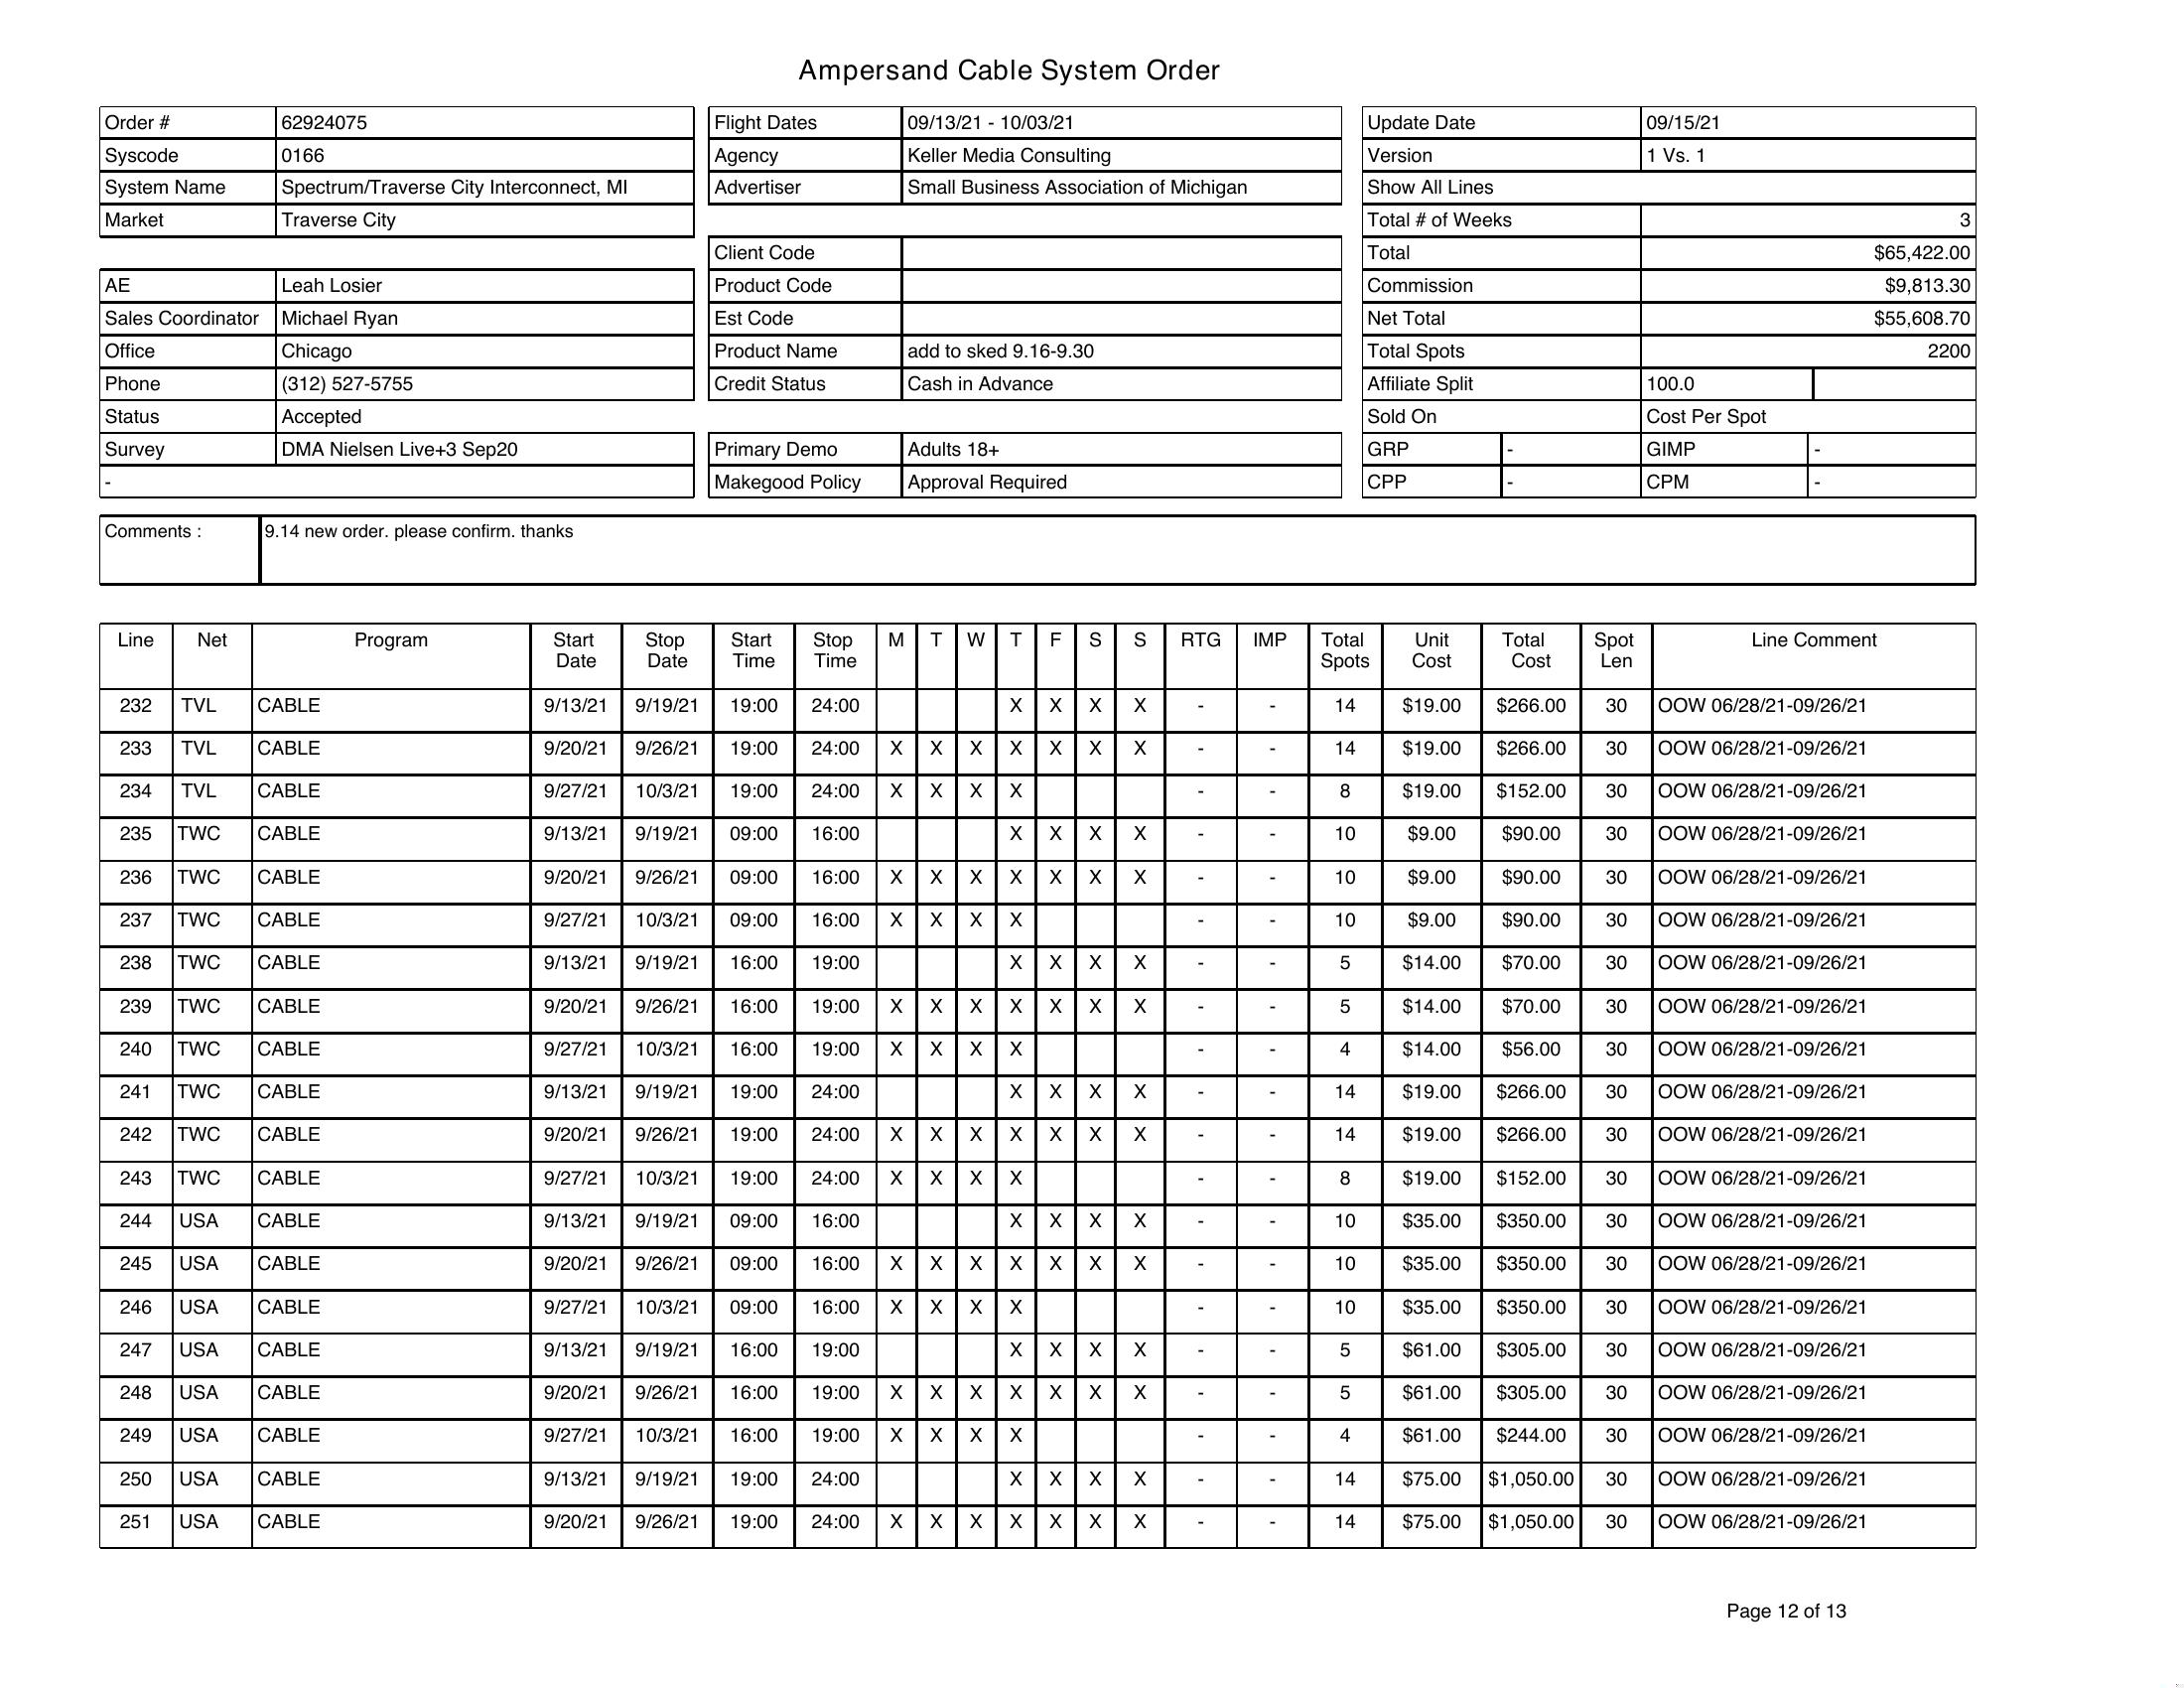 Ampersand Cable System Order
Order # 62924075
Syscode 0166
System Name Spectrum/Traverse City Interconnect, MI
Market Traverse City
AE Leah Losier
Sales Coordinator Michael Ryan
Office Chicago
Phone (312) 527-5755
Status Accepted
Survey DMA Nielsen Live+3 Sep20
-
Flight Dates 09/13/21 - 10/03/21
Agency Keller Media Consulting
Advertiser Small Business Association of Michigan
Client Code
Product Code
Est Code
Product Name add to sked 9.16-9.30
Credit Status Cash in Advance
Primary Demo Adults 18+
Makegood Policy Approval Required
Update Date 09/15/21
Version 1 Vs. 1
Show All Lines
Total # of Weeks 3
Total $65,422.00
Commission $9,813.30
Net Total $55,608.70
Total Spots 2200
Affiliate Split 100.0
Sold On Cost Per Spot
GRP - GIMP -
CPP - CPM -
Comments : 9.14 new order. please confirm. thanks
Line Net Program Start Date Stop Date Start Time Stop Time M T W T F S S RTG IMP Total Spots Unit Cost Total Cost Spot Len Line Comment
232 TVL CABLE 9/13/21 9/19/21 19:00 24:00 X X X X - - 14 $19.00 $266.00 30 OOW 06/28/21-09/26/21
233 TVL CABLE 9/20/21 9/26/21 19:00 24:00 X X X X X X X - - 14 $19.00 $266.00 30 OOW 06/28/21-09/26/21
234 TVL CABLE 9/27/21 10/3/21 19:00 24:00 X X X X - - 8 $19.00 $152.00 30 OOW 06/28/21-09/26/21
235 TWC CABLE 9/13/21 9/19/21 09:00 16:00 X X X X - - 10 $9.00 $90.00 30 OOW 06/28/21-09/26/21
236 TWC CABLE 9/20/21 9/26/21 09:00 16:00 X X X X X X X - - 10 $9.00 $90.00 30 OOW 06/28/21-09/26/21
237 TWC CABLE 9/27/21 10/3/21 09:00 16:00 X X X X - - 10 $9.00 $90.00 30 OOW 06/28/21-09/26/21
238 TWC CABLE 9/13/21 9/19/21 16:00 19:00 X X X X - - 5 $14.00 $70.00 30 OOW 06/28/21-09/26/21
239 TWC CABLE 9/20/21 9/26/21 16:00 19:00 X X X X X X X - - 5 $14.00 $70.00 30 OOW 06/28/21-09/26/21
240 TWC CABLE 9/27/21 10/3/21 16:00 19:00 X X X X - - 4 $14.00 $56.00 30 OOW 06/28/21-09/26/21
241 TWC CABLE 9/13/21 9/19/21 19:00 24:00 X X X X - - 14 $19.00 $266.00 30 OOW 06/28/21-09/26/21
242 TWC CABLE 9/20/21 9/26/21 19:00 24:00 X X X X X X X - - 14 $19.00 $266.00 30 OOW 06/28/21-09/26/21
243 TWC CABLE 9/27/21 10/3/21 19:00 24:00 X X X X - - 8 $19.00 $152.00 30 OOW 06/28/21-09/26/21
244 USA CABLE 9/13/21 9/19/21 09:00 16:00 X X X X - - 10 $35.00 $350.00 30 OOW 06/28/21-09/26/21
245 USA CABLE 9/20/21 9/26/21 09:00 16:00 X X X X X X X - - 10 $35.00 $350.00 30 OOW 06/28/21-09/26/21
246 USA CABLE 9/27/21 10/3/21 09:00 16:00 X X X X - - 10 $35.00 $350.00 30 OOW 06/28/21-09/26/21
247 USA CABLE 9/13/21 9/19/21 16:00 19:00 X X X X - - 5 $61.00 $305.00 30 OOW 06/28/21-09/26/21
248 USA CABLE 9/20/21 9/26/21 16:00 19:00 X X X X X X X - - 5 $61.00 $305.00 30 OOW 06/28/21-09/26/21
249 USA CABLE 9/27/21 10/3/21 16:00 19:00 X X X X - - 4 $61.00 $244.00 30 OOW 06/28/21-09/26/21
250 USA CABLE 9/13/21 9/19/21 19:00 24:00 X X X X - - 14 $75.00 $1,050.00 30 OOW 06/28/21-09/26/21
251 USA CABLE 9/20/21 9/26/21 19:00 24:00 X X X X X X X - - 14 $75.00 $1,050.00 30 OOW 06/28/21-09/26/21
Page 12 of 13